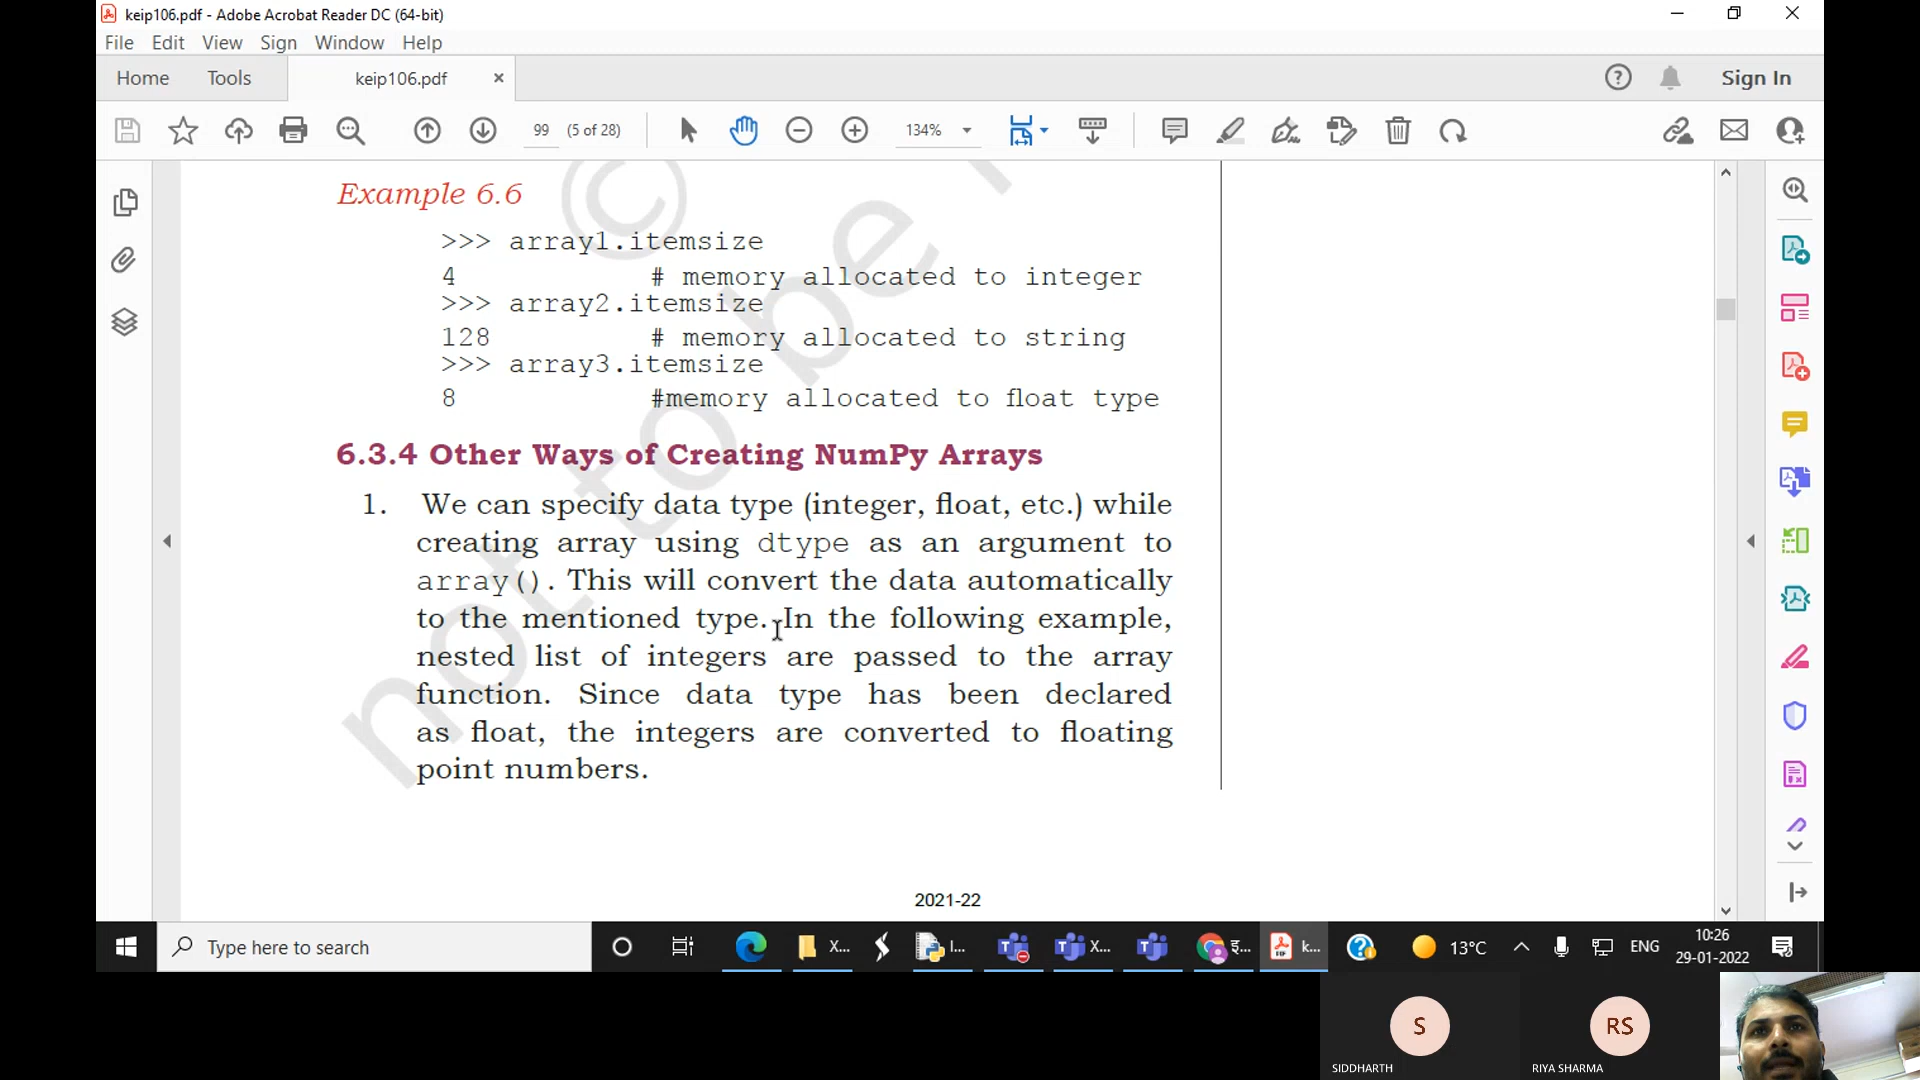 keip106.pdf - Adobe Acrobat Reader DC (64-bit)
File Edit View Sign Window Help
Home Tools keip106.pdf × Sign In
99 (5 of 28) 134%
© not to be r
Example 6.6
>>> array1.itemsize
4 # memory allocated to integer
>>> array2.itemsize
128 # memory allocated to string
>>> array3.itemsize
8 #memory allocated to float type
6.3.4 Other Ways of Creating NumPy Arrays
1. We can specify data type (integer, float, etc.) while
creating array using dtype as an argument to
array(). This will convert the data automatically
to the mentioned type. In the following example,
nested list of integers are passed to the array
function. Since data type has been declared
as float, the integers are converted to floating
point numbers.
2021-22
Type here to search X... I... X... इ... k... 13°C ENG 10:26
29-01-2022
S RS
SIDDHARTH RIYA SHARMA